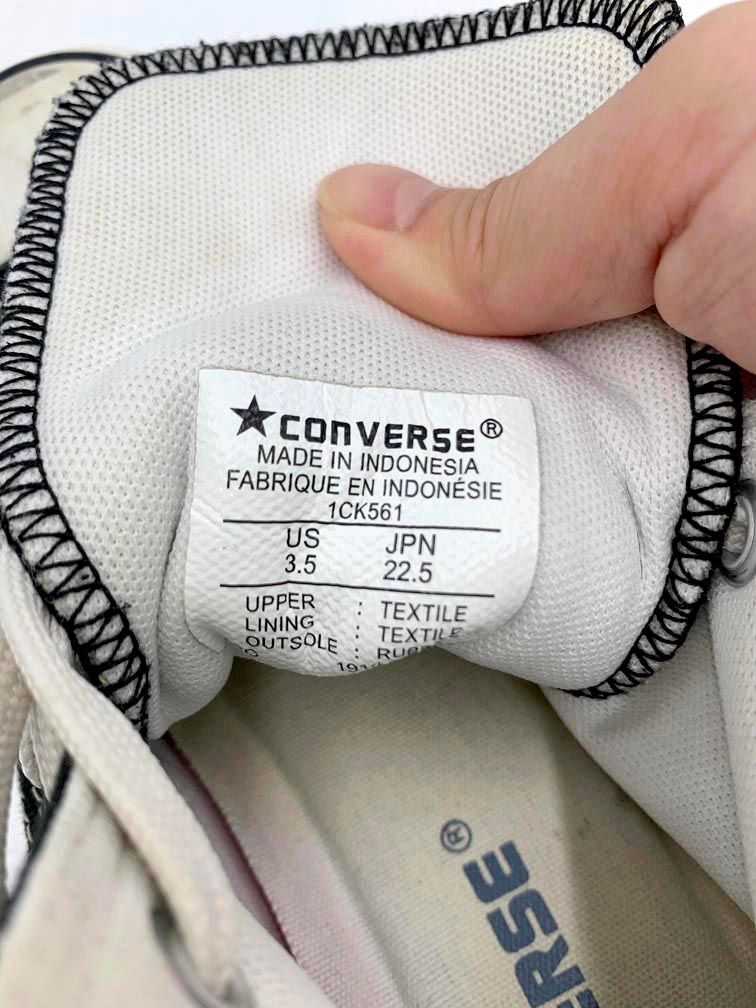 ★CONVERSE®
MADE IN INDONESIA
FABRIQUE EN INDONÉSIE
1CK561
US JPN
3.5 22.5
UPPER : TEXTILE
LINING : TEXTILE
OUTSOLE :
®